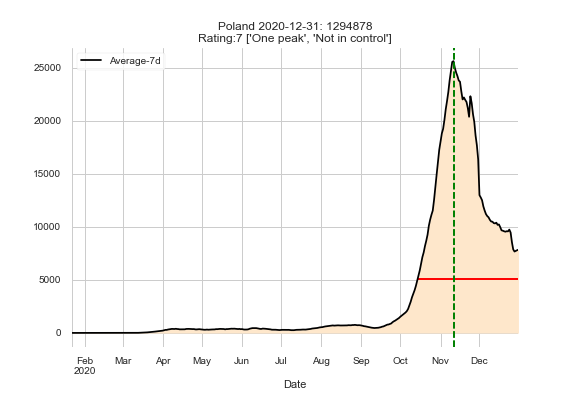 Poland 2020-12-31: 1294878
Rating:7 ['One peak', 'Not in control']
Average-7d
25000
20000
15000
10000
5000
0
Feb Mar Apr May Jun Jul Aug Sep Oct Nov Dec
2020
Date